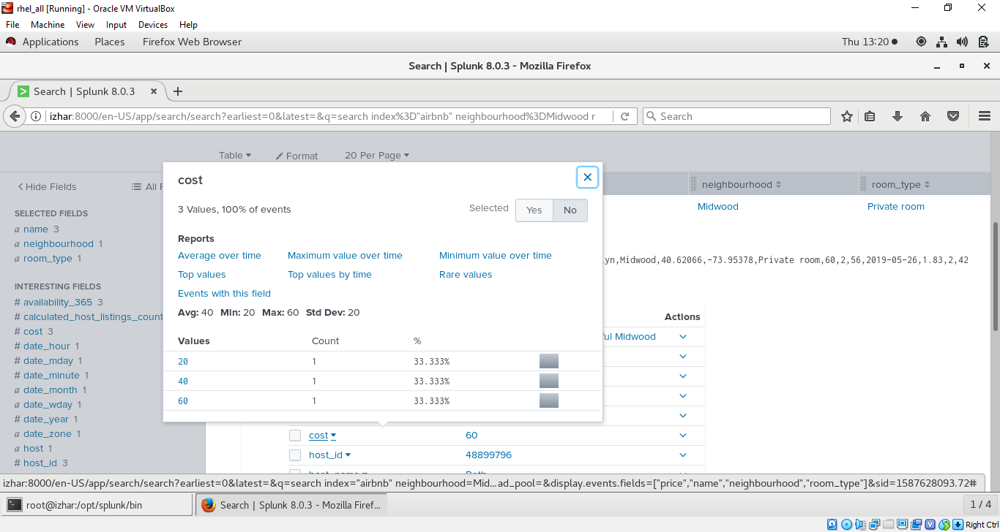 rhel_all [Running] - Oracle VM VirtualBox
File Machine View Input Devices Help
Applications Places Firefox Web Browser Thu 13:20
Search | Splunk 8.0.3 - Mozilla Firefox
Search | Splunk 8.0.3
izhar:8000/en-US/app/search/search?earliest=0&latest=&q=search index%3D"airbnb" neighbourhood%3DMidwood r Search
Table Format 20 Per Page
Hide Fields All F
neighbourhood room_type
SELECTED FIELDS
a name 3
a neighbourhood 1
a room_type 1
INTERESTING FIELDS
# availability_365 3
# calculated_host_listings_count
# cost 3
# date_hour 1
# date_mday 1
# date_minute 1
a date_month 1
a date_wday 1
# date_year 1
a date_zone 1
a host 1
# host_id 3
cost
3 Values, 100% of events Selected Yes No
Reports
Average over time Maximum value over time Minimum value over time
Top values Top values by time Rare values
Events with this field
Avg: 40 Min: 20 Max: 60 Std Dev: 20
Values Count %
20 1 33.333%
40 1 33.333%
60 1 33.333%
Midwood Private room
lyn,Midwood,40.62066,-73.95378,Private room,60,2,56,2019-05-26,1.83,2,42
Actions
ful Midwood
cost 60
host_id 48899796
host_name Beth
izhar:8000/en-US/app/search/search?earliest=0&latest=&q=search index="airbnb" neighbourhood=Mid...ad_pool=&display.events.fields=["price","name","neighbourhood","room_type"]&sid=1587628093.72#
root@izhar:/opt/splunk/bin Search | Splunk 8.0.3 - Mozilla Firef... 1 / 4
Right Ctrl